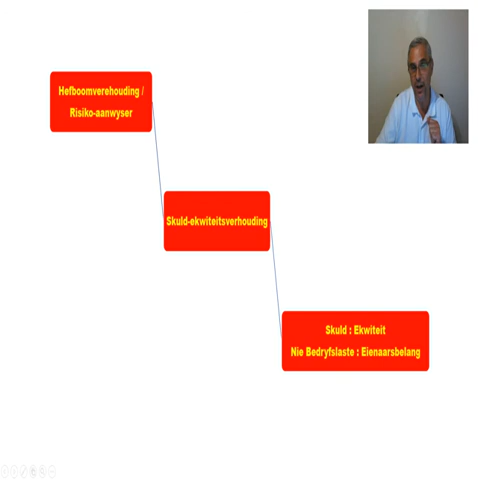 Hefboomverehouding /
Risiko-aanwyser
Skuld-ekwiteitsverhouding
Skuld : Ekwiteit
Nie Bedryfslaste : Eienaarsbelang